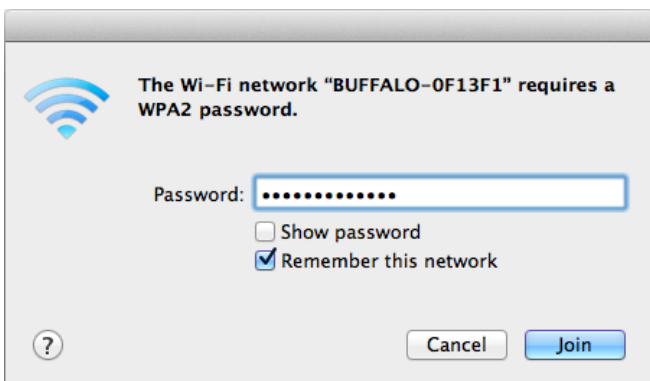 The Wi-Fi network “BUFFALO-0F13F1” requires a
WPA2 password.
Password: •••••••••••••
Show password
Remember this network
? Cancel Join